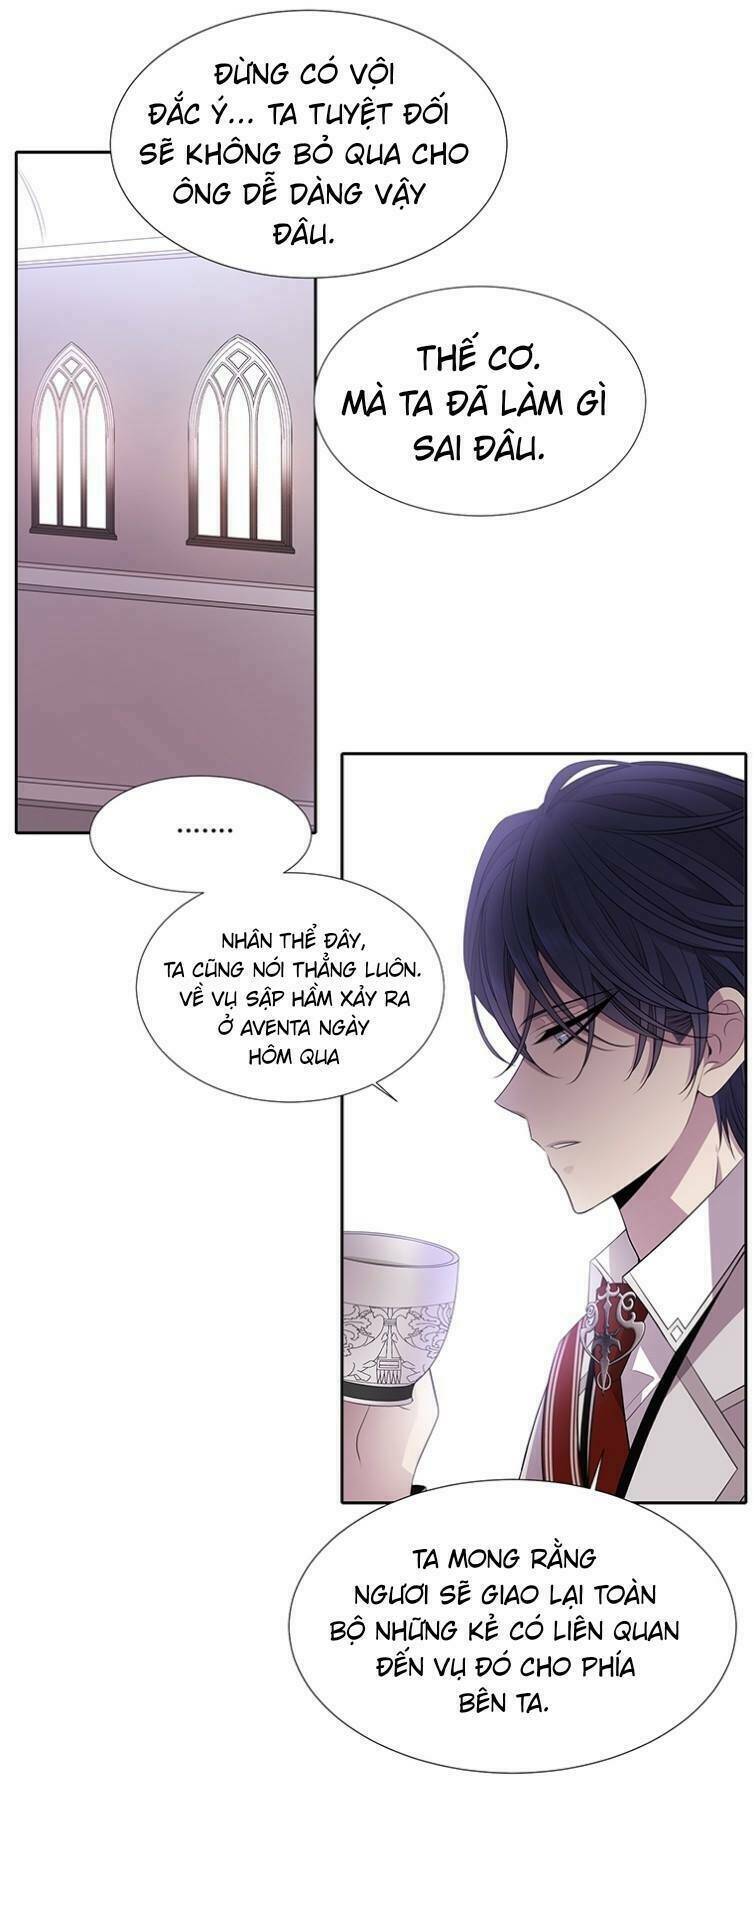 ĐỪNG CÓ VỘI
ĐẮC Ý... TA TUYỆT ĐỐI
SẼ KHÔNG BỎ QUA CHO
ÔNG DỄ DÀNG VẬY
ĐÂU.
THẾ CƠ.
MÀ TA ĐÃ LÀM GÌ
SAI ĐÂU.
.......
NHÂN THỂ ĐÂY,
TA CŨNG NÓI THẲNG LUÔN.
VỀ VỤ SẬP HẦM XẢY RA
Ở AVENTA NGÀY
HÔM QUA
TA MONG RẰNG
NGƯƠI SẼ GIAO LẠI TOÀN
BỘ NHỮNG KẺ CÓ LIÊN QUAN
ĐẾN VỤ ĐÓ CHO PHÍA
BÊN TA.